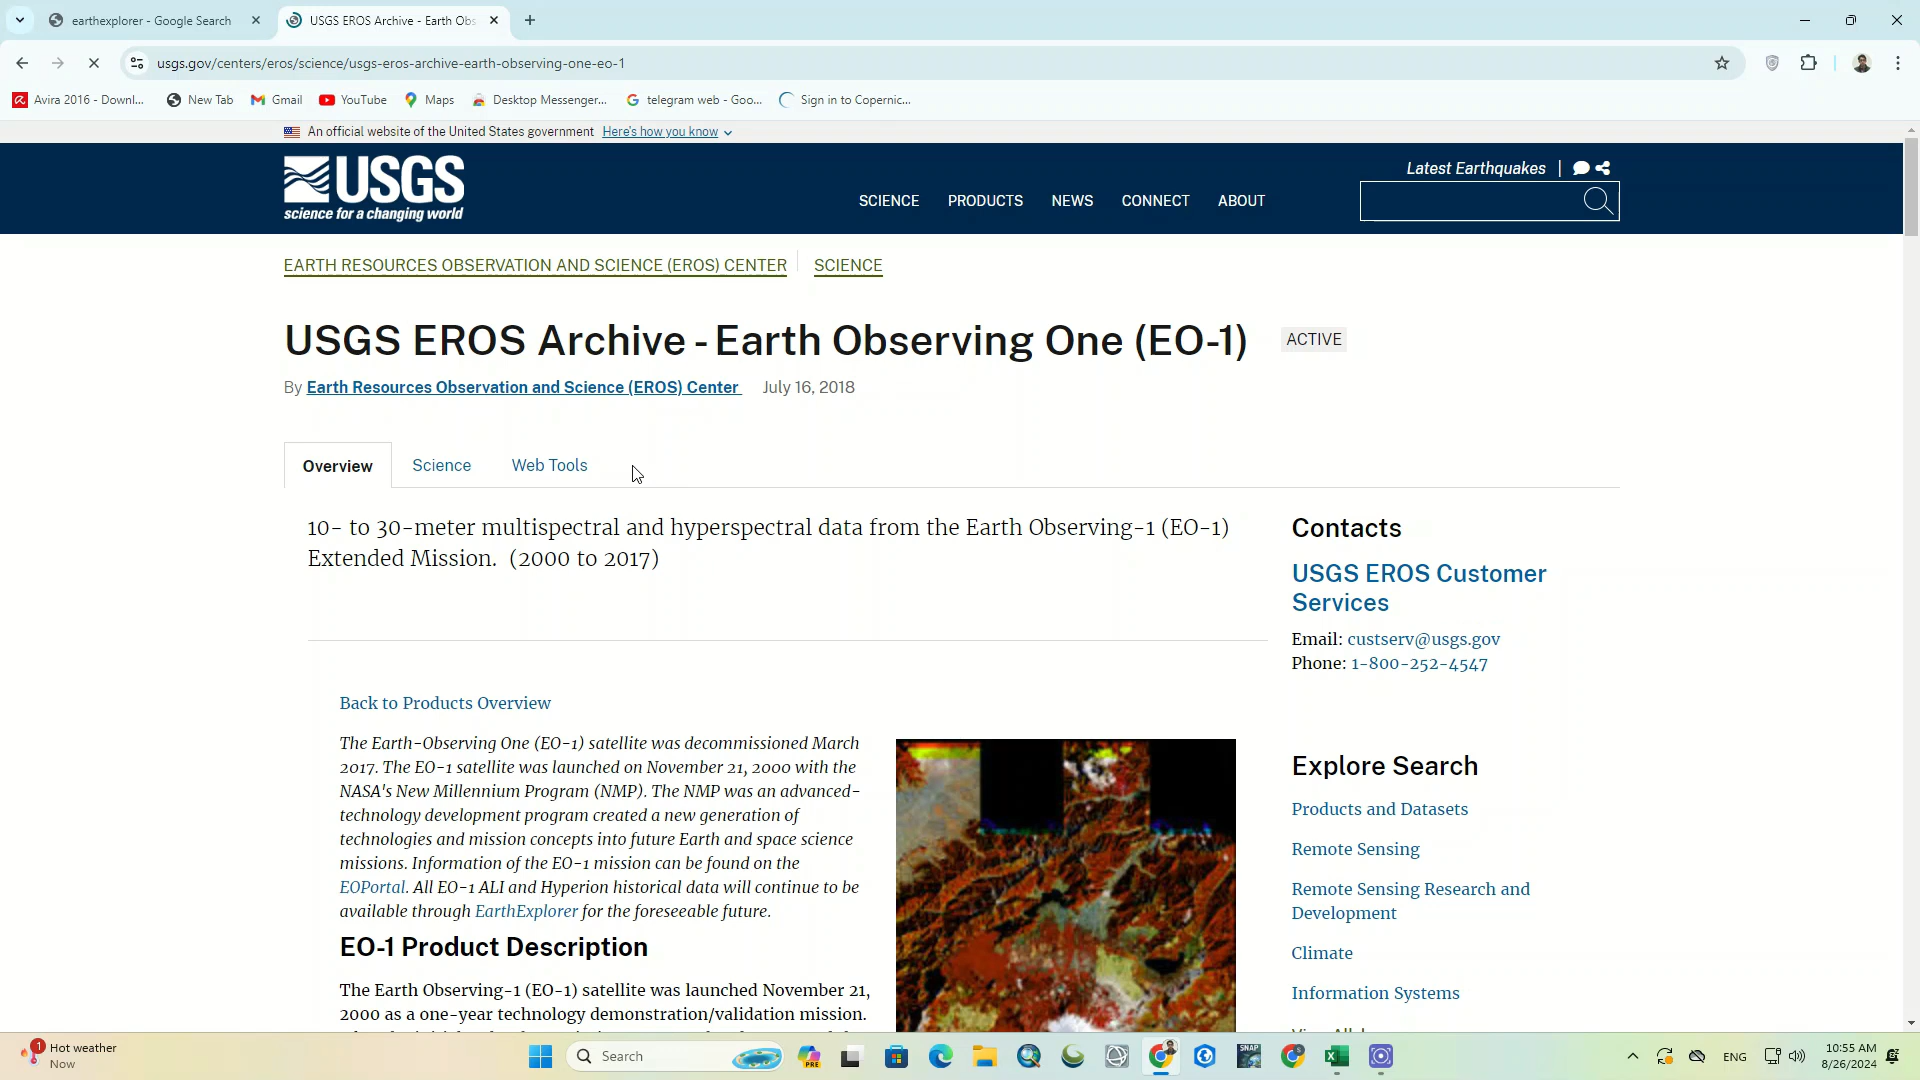 earthexplorer - Google Search
USGS EROS Archive - Earth Obs
usgs.gov/centers/eros/science/usgs-eros-archive-earth-observing-one-eo-1
Avira 2016 - Downl...
New Tab
Gmail
YouTube
Maps
Desktop Messenger...
telegram web - Goo...
Sign in to Copernic...
An official website of the United States government Here's how you know
USGS
science for a changing world
Latest Earthquakes |
SCIENCE PRODUCTS NEWS CONNECT ABOUT
EARTH RESOURCES OBSERVATION AND SCIENCE (EROS) CENTER SCIENCE
USGS EROS Archive - Earth Observing One (EO-1) ACTIVE
By Earth Resources Observation and Science (EROS) Center July 16, 2018
Overview Science Web Tools
10- to 30-meter multispectral and hyperspectral data from the Earth Observing-1 (EO-1)
Extended Mission. (2000 to 2017)
Back to Products Overview
The Earth-Observing One (EO-1) satellite was decommissioned March
2017. The EO-1 satellite was launched on November 21, 2000 with the
NASA's New Millennium Program (NMP). The NMP was an advanced-
technology development program created a new generation of
technologies and mission concepts into future Earth and space science
missions. Information of the EO-1 mission can be found on the
EOPortal. All EO-1 ALI and Hyperion historical data will continue to be
available through EarthExplorer for the foreseeable future.
EO-1 Product Description
The Earth Observing-1 (EO-1) satellite was launched November 21,
2000 as a one-year technology demonstration/validation mission.
Contacts
USGS EROS Customer
Services
Email: custserv@usgs.gov
Phone: 1-800-252-4547
Explore Search
Products and Datasets
Remote Sensing
Remote Sensing Research and
Development
Climate
Information Systems
1
Hot weather
Now
Search
PRE
SNAP
S
ENG
10:55 AM
8/26/2024